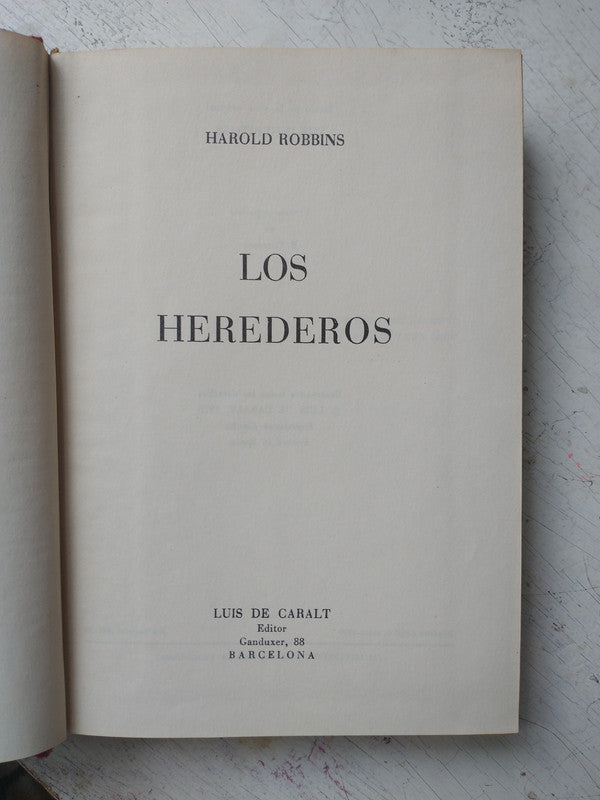 HAROLD ROBBINS
LOS
HEREDEROS
LUIS DE CARALT
Editor
Ganduxer, 88
BARCELONA